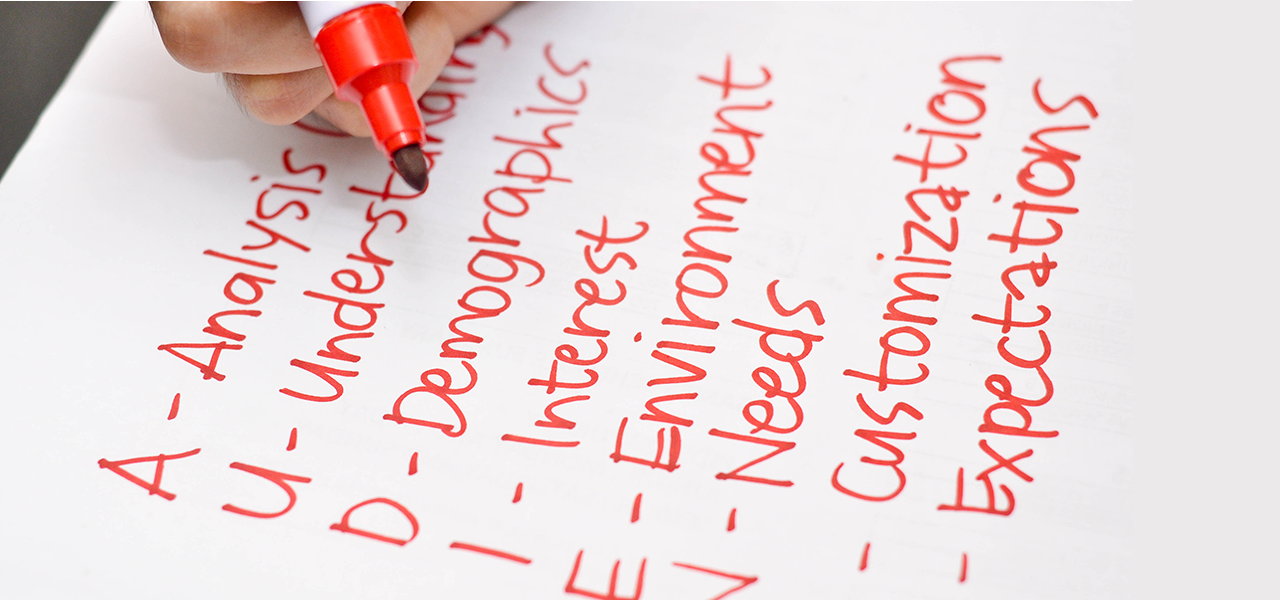 A - Analysis
U - Understanding
D - Demographics
I - Interest
E - Environment
N - Needs
- Customization
- Expectations